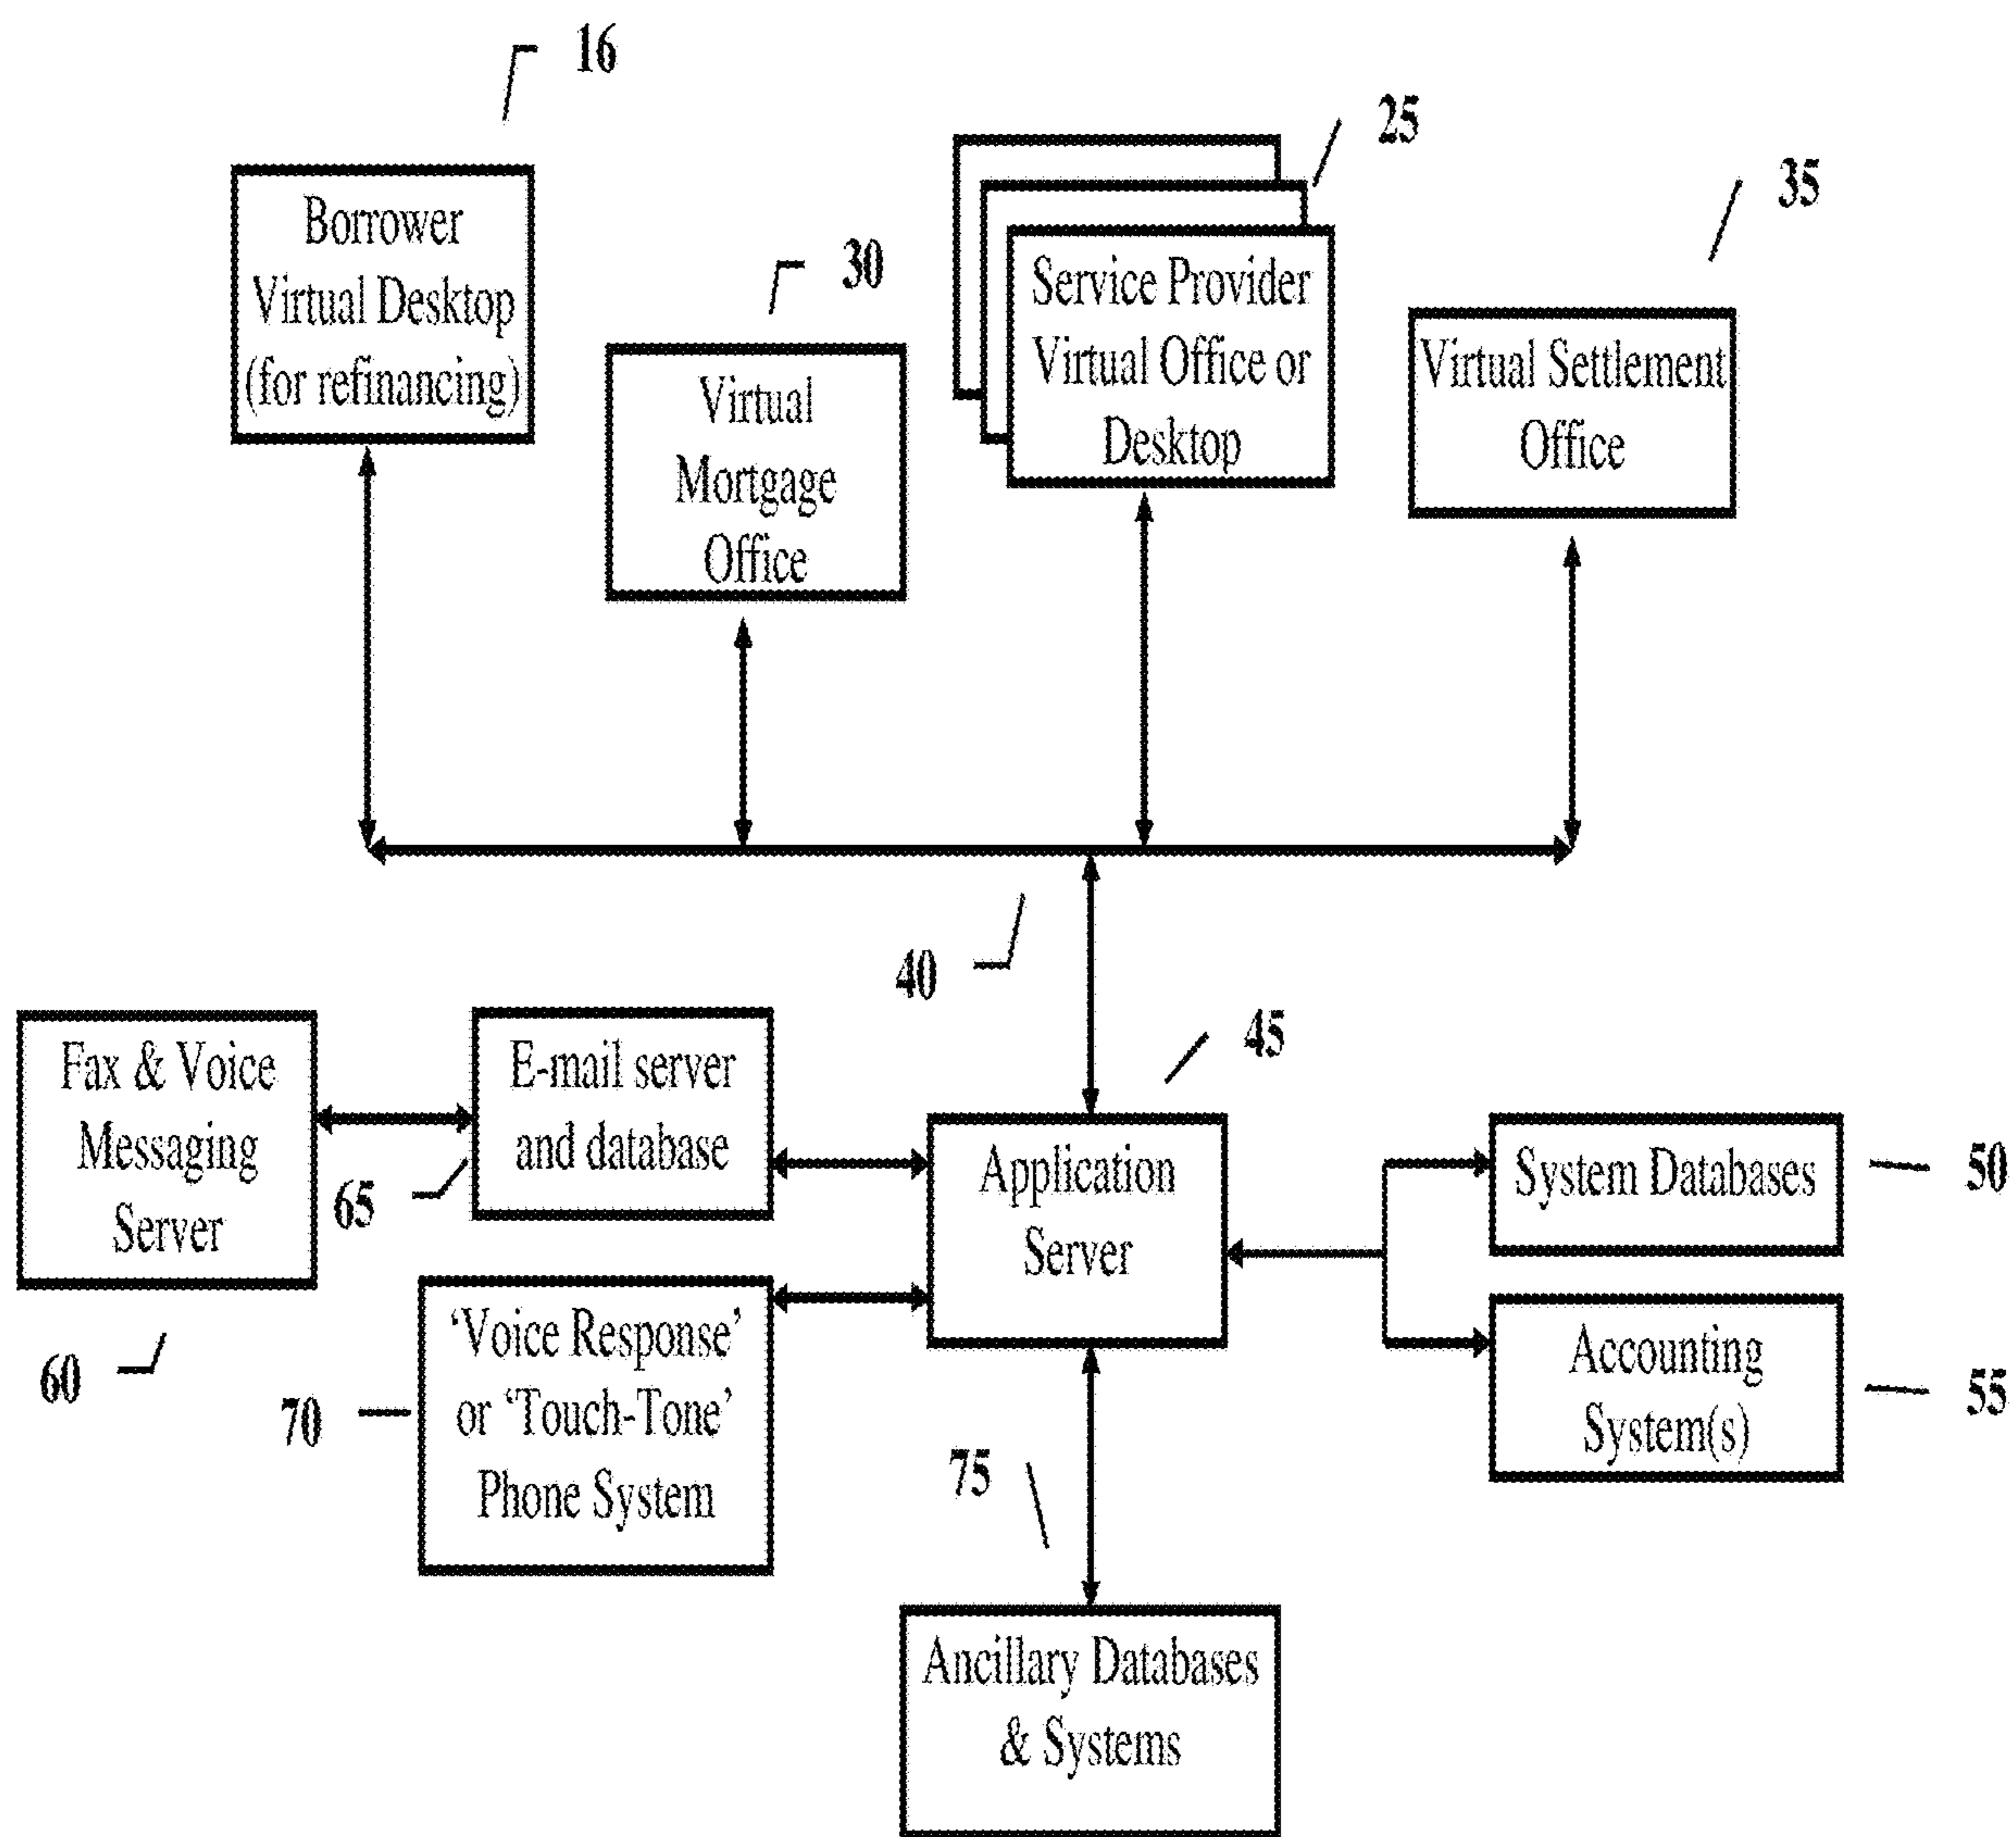 16
Borrower
Virtual Desktop
(for refinancing)
30
Virtual
Mortgage
Office
25
Service Provider
Virtual Office or
Desktop
35
Virtual Settlement
Office
40
Fax & Voice
Messaging
Server
60
E-mail server
and database
65
'Voice Response'
or 'Touch-Tone'
Phone System
70
45
Application
Server
System Databases
50
Accounting
System(s)
55
75
Ancillary Databases
& Systems